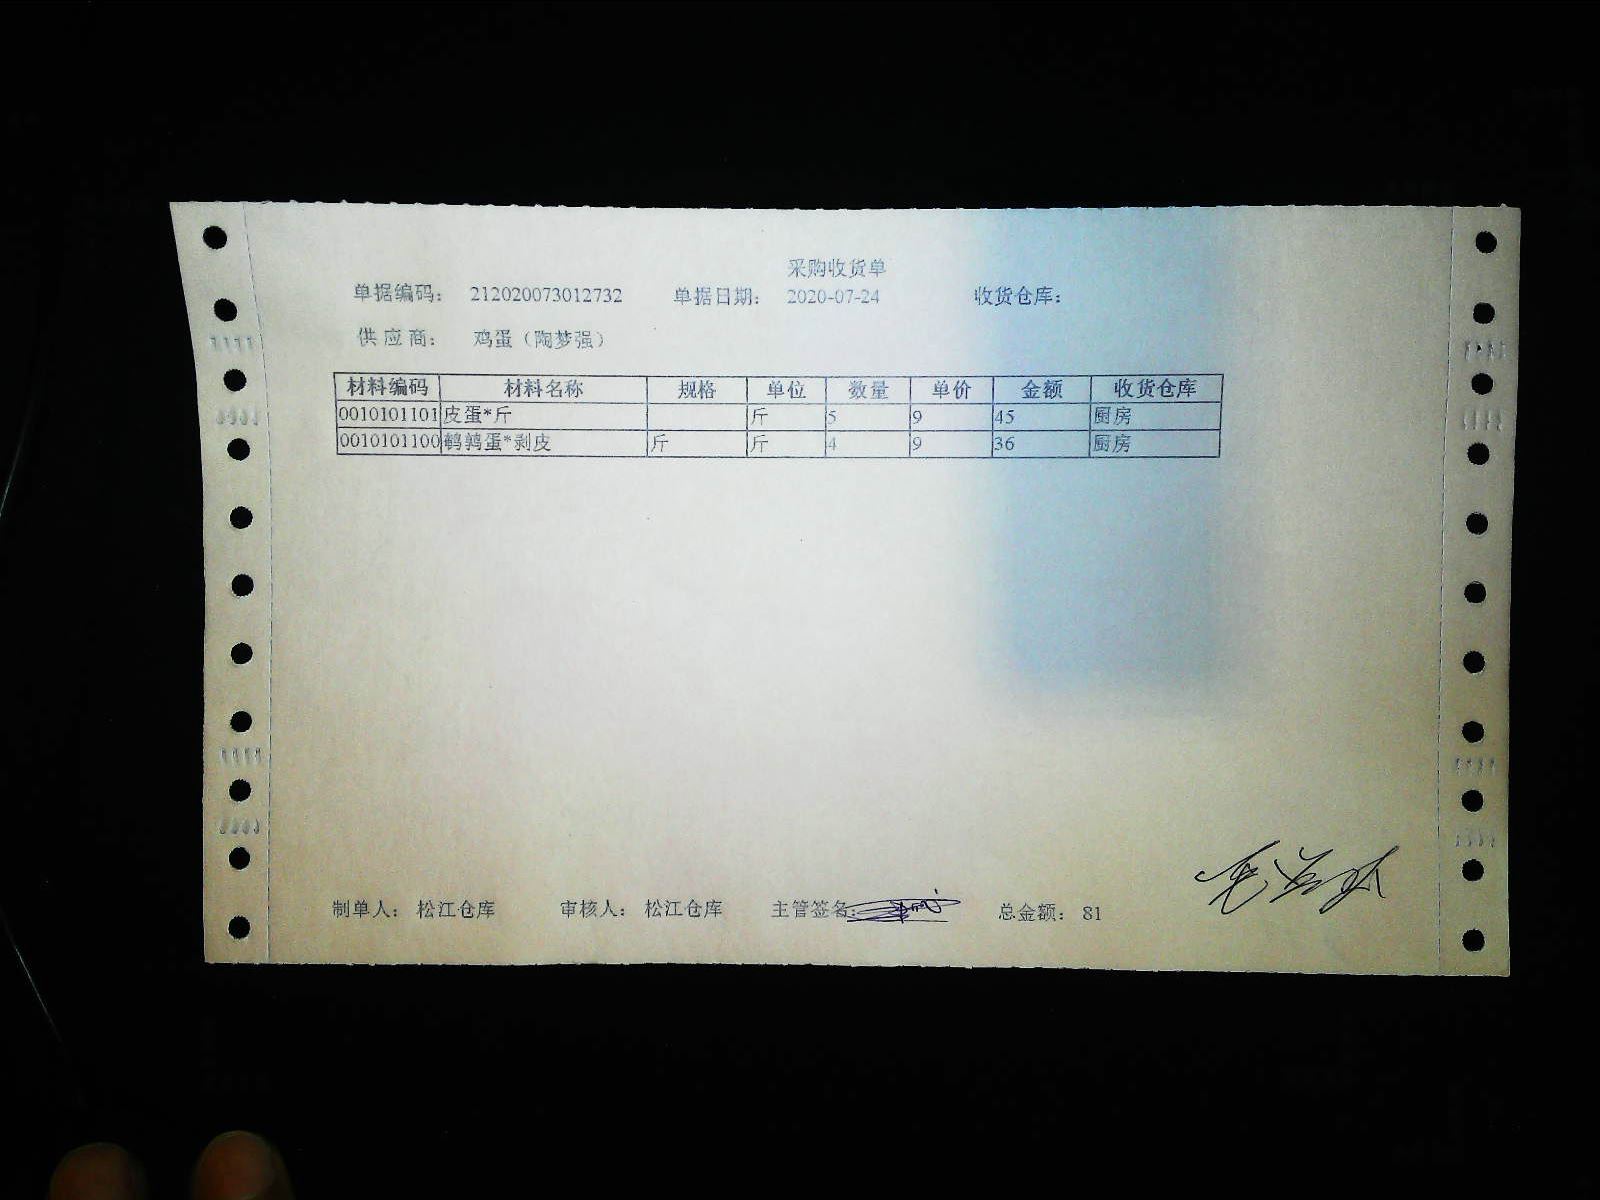 采购收货单
单据编码： 212020073012732 单据日期： 2020-07-24 收货仓库：
供应商： 鸡蛋（陶梦强）
材料编码 材料名称 规格 单位 数量 单价 金额 收货仓库
0010101101 皮蛋*斤 斤 5 9 45 厨房
0010101100 鹌鹑蛋*剥皮 斤 斤 4 9 36 厨房
制单人： 松江仓库 审核人： 松江仓库 主管签名： 总金额： 81